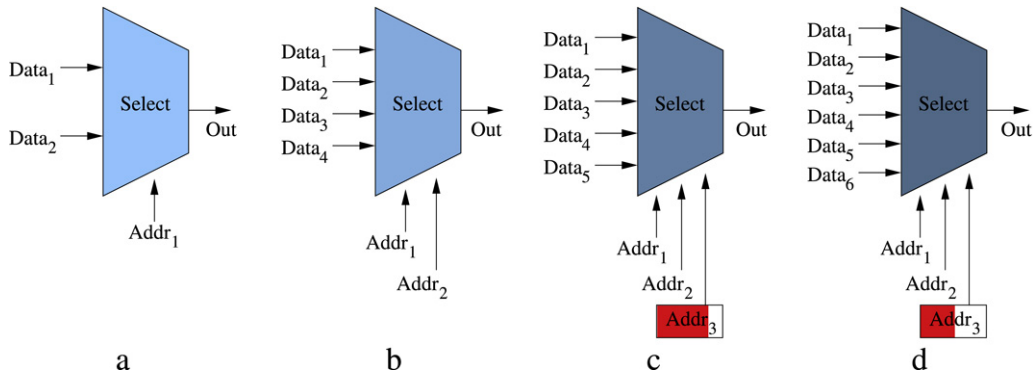 Data1
Data2
Select
Out
Addr1
a
Data1
Data2
Data3
Data4
Select
Out
Addr1
Addr2
b
Data1
Data2
Data3
Data4
Data5
Select
Out
Addr1
Addr2
Addr3
c
Data1
Data2
Data3
Data4
Data5
Data6
Select
Out
Addr1
Addr2
Addr3
d